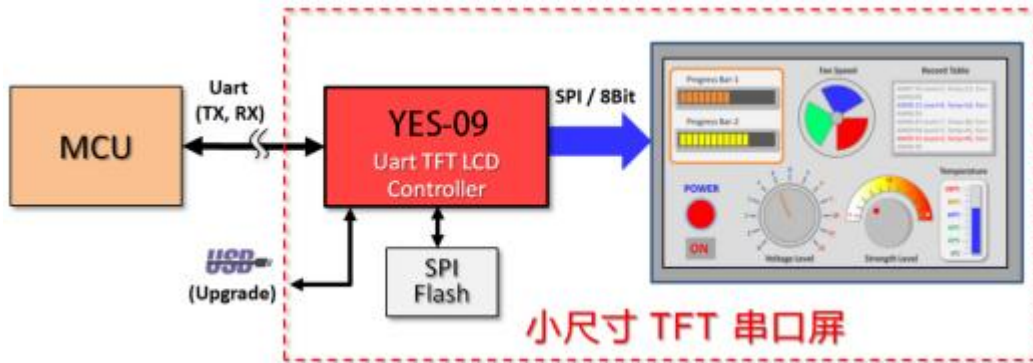 MCU
Uart
(TX, RX)
YES-09
Uart TFT LCD
Controller
SPI / 8Bit
USB
(Upgrade)
SPI
Flash
Progress Bar-1
Progress Bar-2
Fan Speed
Record Table
POWER
ON
Voltage Level
Strength Level
Temperature
小尺寸 TFT 串口屏